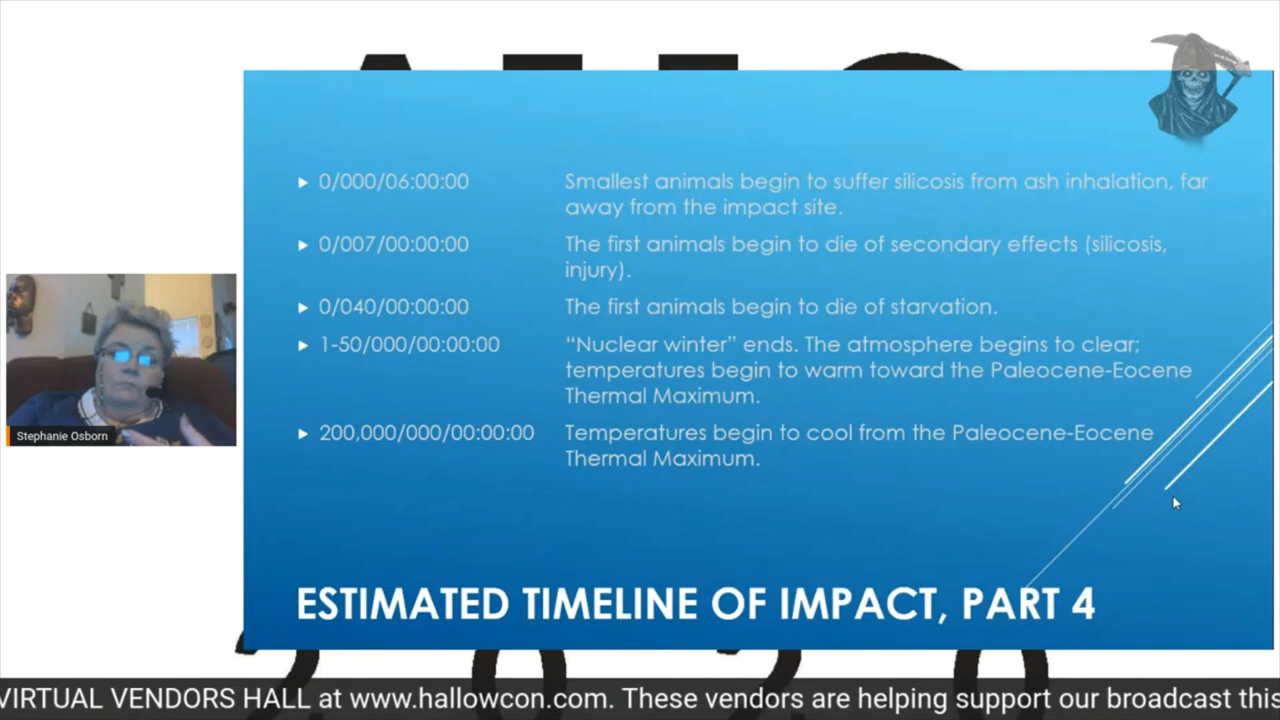 0/000/06:00:00 Smallest animals begin to suffer silicosis from ash inhalation, far
away from the impact site.
0/007/00:00:00 The first animals begin to die of secondary effects (silicosis,
injury).
0/040/00:00:00 The first animals begin to die of starvation.
1-50/000/00:00:00 “Nuclear winter” ends. The atmosphere begins to clear;
temperatures begin to warm toward the Paleocene-Eocene
Thermal Maximum.
200,000/000/00:00:00 Temperatures begin to cool from the Paleocene-Eocene
Thermal Maximum.
Stephanie Osborn
ESTIMATED TIMELINE OF IMPACT, PART 4
VIRTUAL VENDORS HALL at www.hallowcon.com. These vendors are helping support our broadcast this